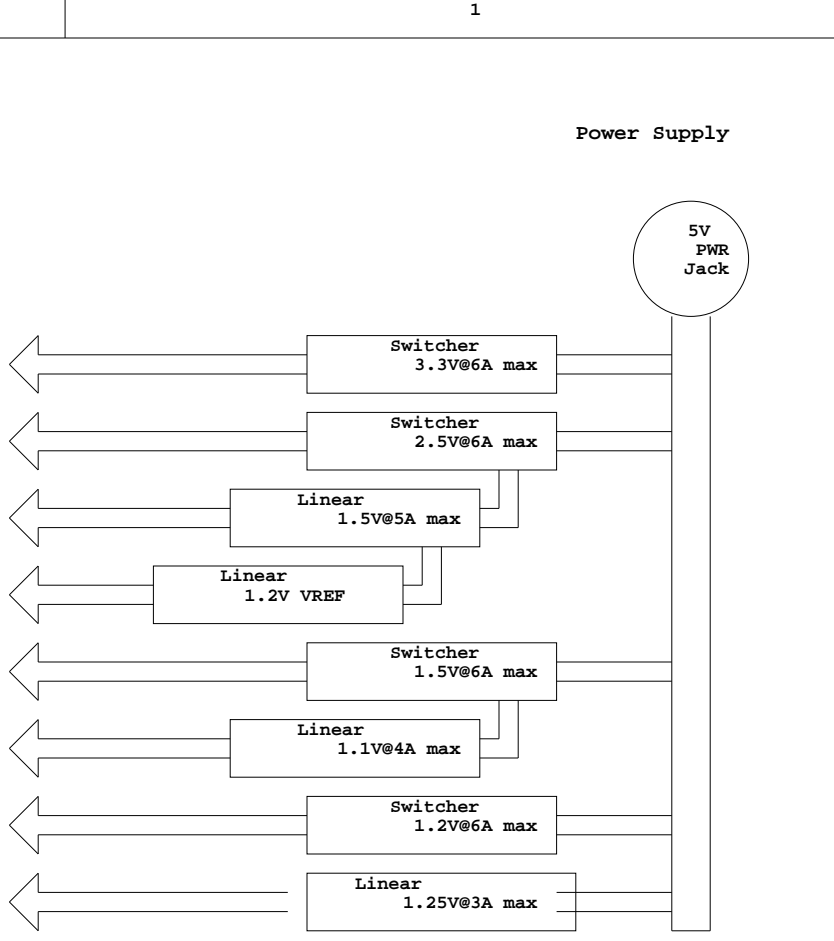 1
Power Supply
5V
PWR
Jack
Switcher
3.3V@6A max
Switcher
2.5V@6A max
Linear
1.5V@5A max
Linear
1.2V VREF
Switcher
1.5V@6A max
Linear
1.1V@4A max
Switcher
1.2V@6A max
Linear
1.25V@3A max